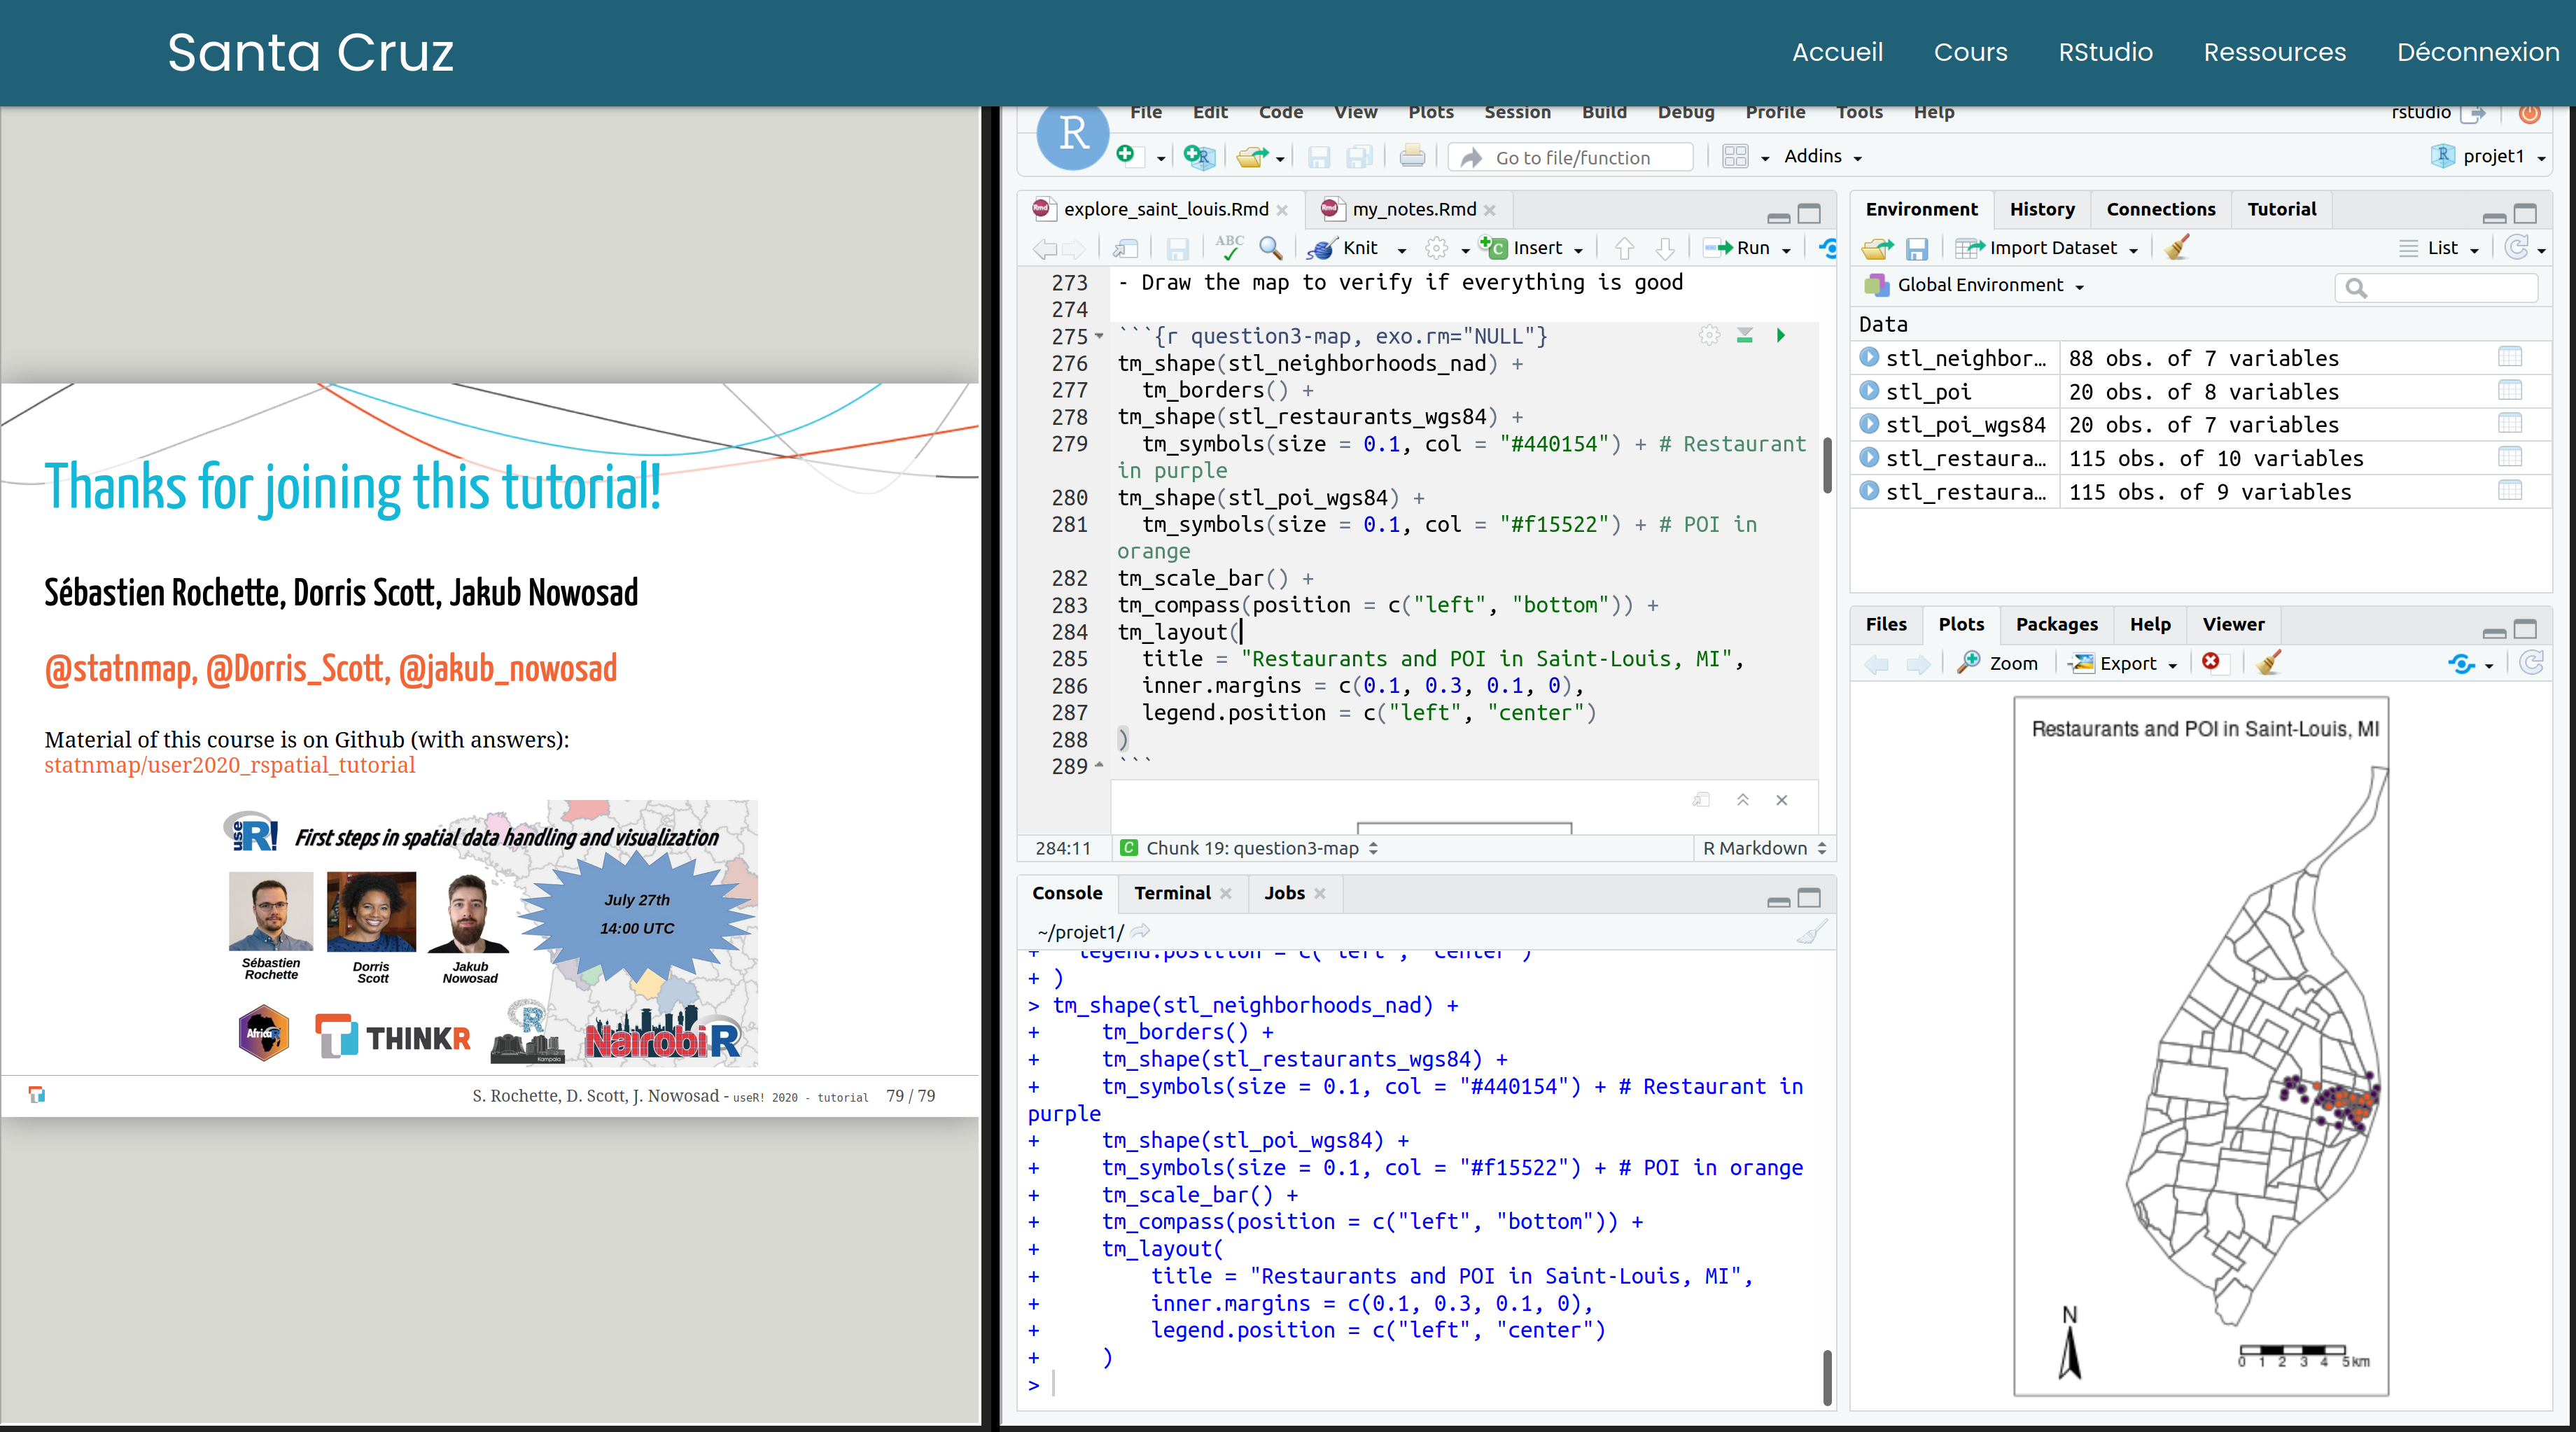 Santa Cruz
Accueil Cours RStudio Ressources Déconnexion
Thanks for joining this tutorial!
Sébastien Rochette, Dorris Scott, Jakub Nowosad
@statnmap, @Dorris_Scott, @jakub_nowosad
Material of this course is on Github (with answers):
statnmap/user2020_rspatial_tutorial
useR! First steps in spatial data handling and visualization
July 27th
14:00 UTC
Sébastien
Rochette
Dorris
Scott
Jakub
Nowosad
AfricaR
THINKR
R
Kampala
NairobiR
S. Rochette, D. Scott, J. Nowosad - useR! 2020 - tutorial 79 / 79
R
File Edit Code View Plots Session Build Debug Profile Tools Help
rstudio
Go to file/function
Addins
projet1
explore_saint_louis.Rmd
my_notes.Rmd
ABC
Knit
Insert
Run
273 - Draw the map to verify if everything is good
274
275 ```{r question3-map, exo.rm="NULL"}
276 tm_shape(stl_neighborhoods_nad) +
277 tm_borders() +
278 tm_shape(stl_restaurants_wgs84) +
279 tm_symbols(size = 0.1, col = "#440154") + # Restaurant
in purple
280 tm_shape(stl_poi_wgs84) +
281 tm_symbols(size = 0.1, col = "#f15522") + # POI in
orange
282 tm_scale_bar() +
283 tm_compass(position = c("left", "bottom")) +
284 tm_layout(
285 title = "Restaurants and POI in Saint-Louis, MI",
286 inner.margins = c(0.1, 0.3, 0.1, 0),
287 legend.position = c("left", "center")
288 )
289 ```
284:11 Chunk 19: question3-map R Markdown
Console Terminal Jobs
~/projet1/
+ legend.position = c("left", "center")
+ )
> tm_shape(stl_neighborhoods_nad) +
+ tm_borders() +
+ tm_shape(stl_restaurants_wgs84) +
+ tm_symbols(size = 0.1, col = "#440154") + # Restaurant in
purple
+ tm_shape(stl_poi_wgs84) +
+ tm_symbols(size = 0.1, col = "#f15522") + # POI in orange
+ tm_scale_bar() +
+ tm_compass(position = c("left", "bottom")) +
+ tm_layout(
+ title = "Restaurants and POI in Saint-Louis, MI",
+ inner.margins = c(0.1, 0.3, 0.1, 0),
+ legend.position = c("left", "center")
+ )
>
Environment History Connections Tutorial
Import Dataset
List
Global Environment
Data
stl_neighbor… 88 obs. of 7 variables
stl_poi 20 obs. of 8 variables
stl_poi_wgs84 20 obs. of 7 variables
stl_restaura… 115 obs. of 10 variables
stl_restaura… 115 obs. of 9 variables
Files Plots Packages Help Viewer
Zoom Export
Restaurants and POI in Saint-Louis, MI
N
0 1 2 3 4 5 km